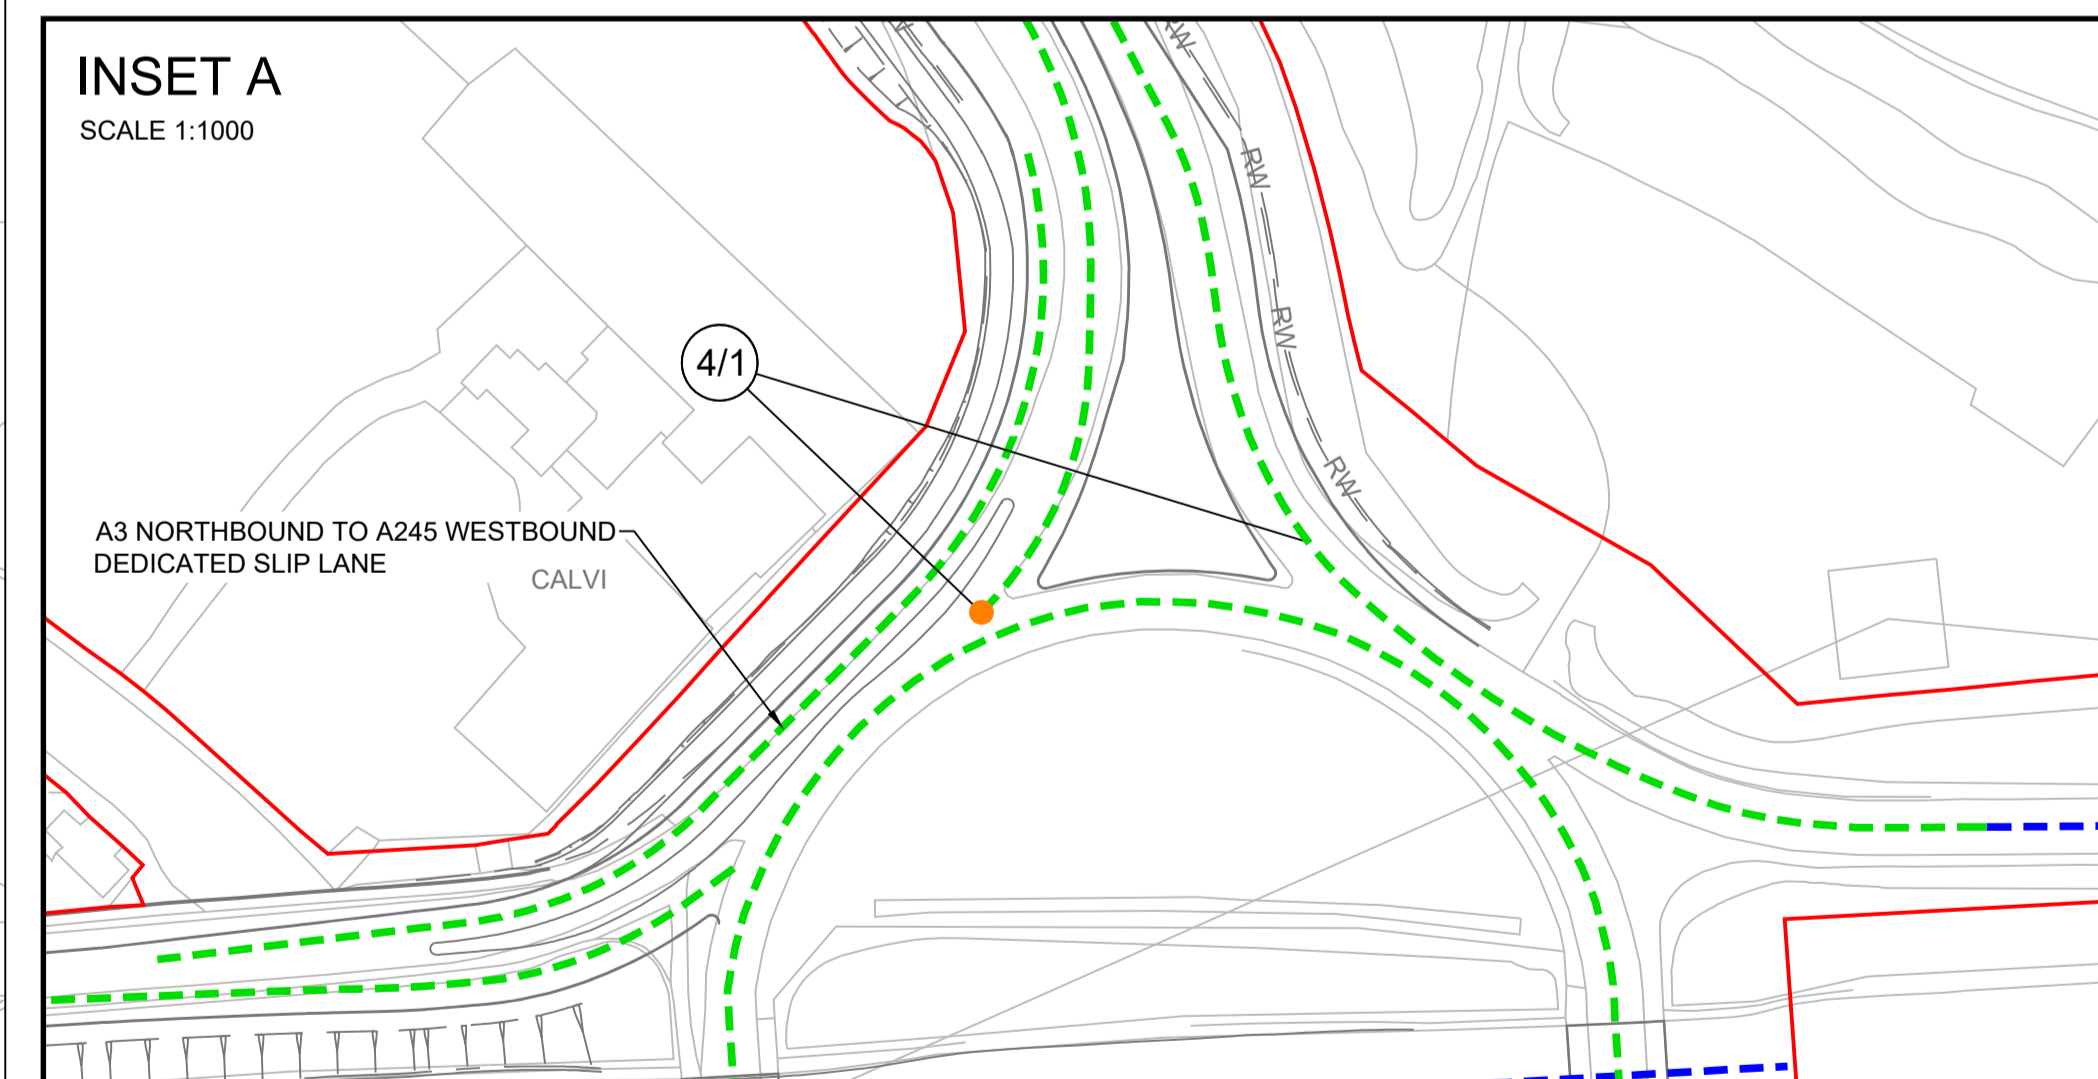 INSET A
SCALE 1:1000
RW
RW
RW
RW
4/1
A3 NORTHBOUND TO A245 WESTBOUND
DEDICATED SLIP LANE
CALVI